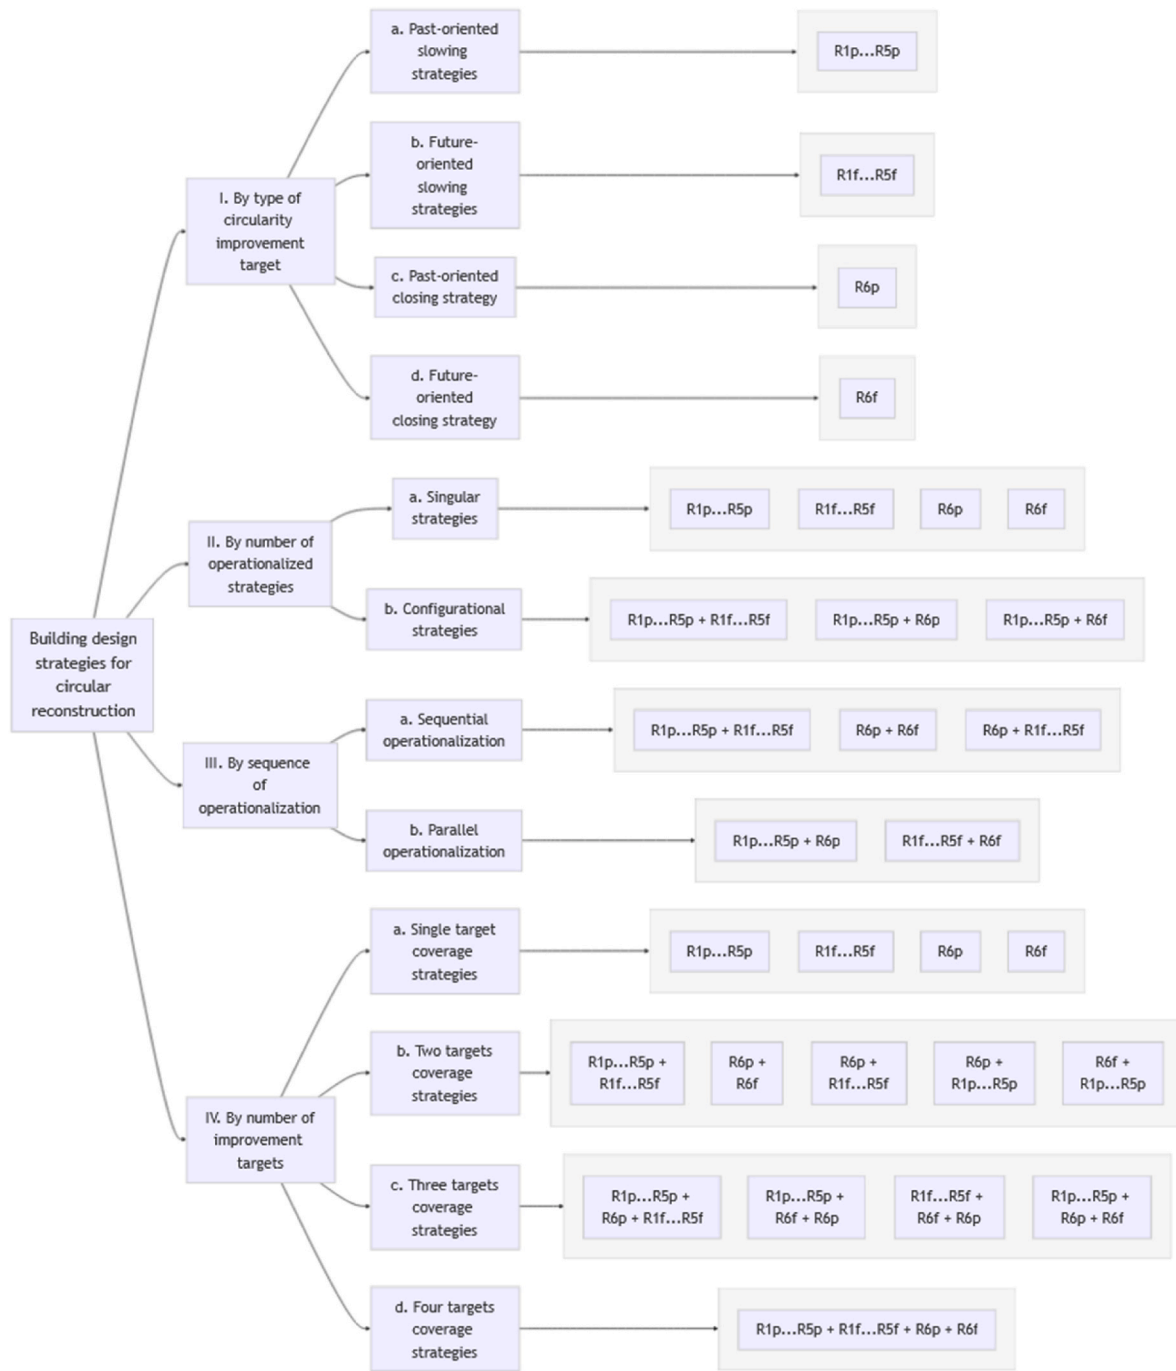 Building design
strategies for
circular
reconstruction
I. By type of
circularity
improvement
target
a. Past-oriented
slowing
strategies
R1p...R5p
b. Future-
oriented
slowing
strategies
R1f...R5f
c. Past-oriented
closing strategy
R6p
d. Future-
oriented
closing strategy
R6f
II. By number of
operationalized
strategies
a. Singular
strategies
R1p...R5p
R1f...R5f
R6p
R6f
b. Configurational
strategies
R1p...R5p + R1f...R5f
R1p...R5p + R6p
R1p...R5p + R6f
III. By sequence
of
operationalization
a. Sequential
operationalization
R1p...R5p + R1f...R5f
R6p + R6f
R6p + R1f...R5f
b. Parallel
operationalization
R1p...R5p + R6p
R1f...R5f + R6f
IV. By number of
improvement
targets
a. Single target
coverage
strategies
R1p...R5p
R1f...R5f
R6p
R6f
b. Two targets
coverage
strategies
R1p...R5p +
R1f...R5f
R6p +
R6f
R6p +
R1f...R5f
R6p +
R1p...R5p
R6f +
R1p...R5p
c. Three targets
coverage
strategies
R1p...R5p +
R6p + R1f...R5f
R1p...R5p +
R6f + R6p
R1f...R5f +
R6f + R6p
R1p...R5p +
R6p + R6f
d. Four targets
coverage
strategies
R1p...R5p + R1f...R5f + R6p + R6f